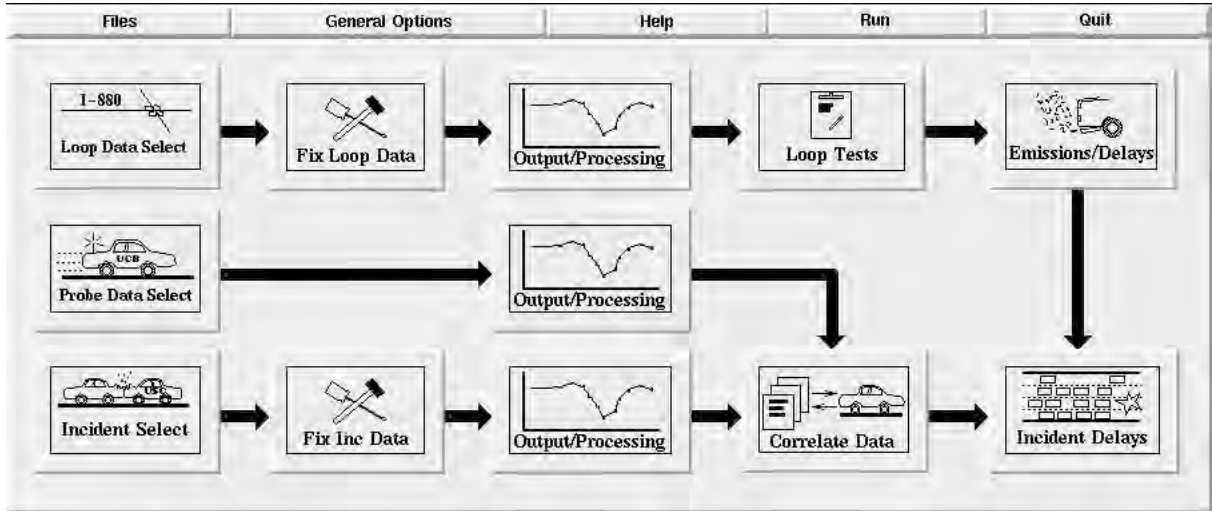 Files General Options Help Run Quit
I-880
Loop Data Select
Fix Loop Data
Output/Processing
Loop Tests
Emissions/Delays
UCB
Probe Data Select
Output/Processing
Incident Select
Fix Inc Data
Output/Processing
Correlate Data
Incident Delays